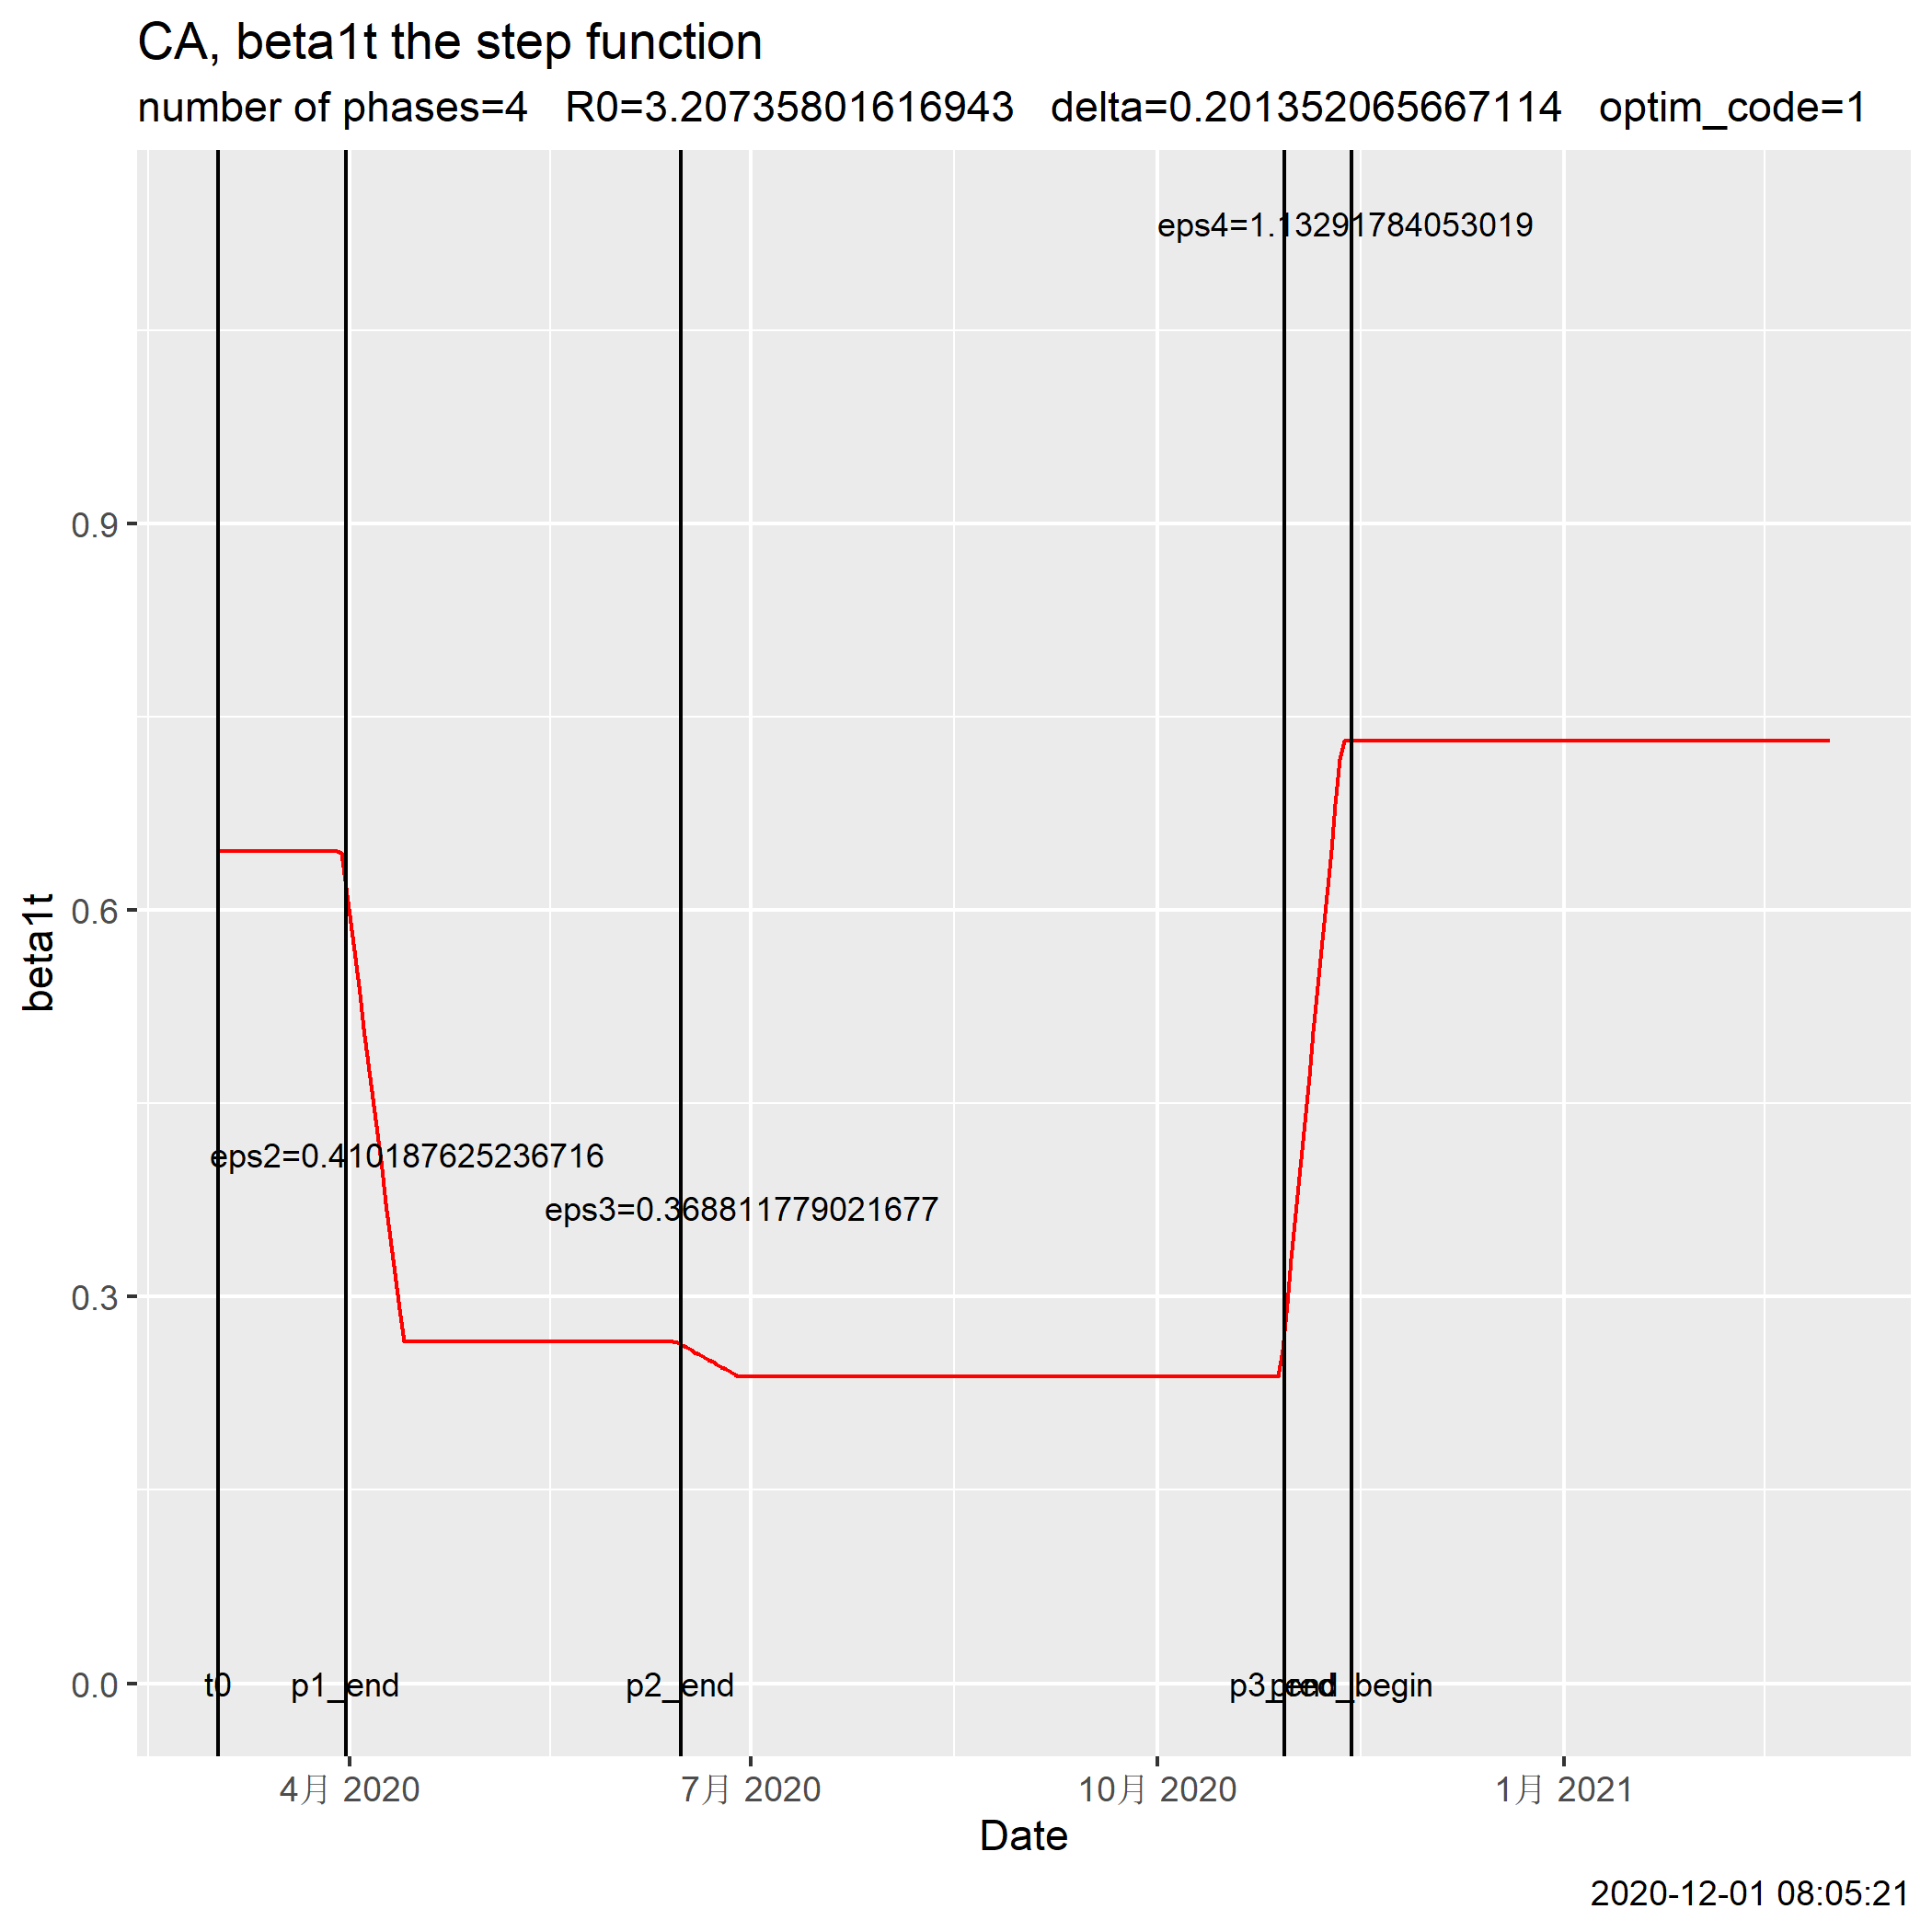 CA, beta1t the step function
number of phases=4 R0=3.20735801616943 delta=0.201352065667114 optim_code=1
eps4=1.13291784053019
0.9
0.6
eps2=0.410187625236716
eps3=0.368811779021677
0.3
0.0
beta1t
t0 p1_end p2_end p3_end pred_begin
4月 2020 7月 2020 10月 2020 1月 2021
Date
2020-12-01 08:05:21